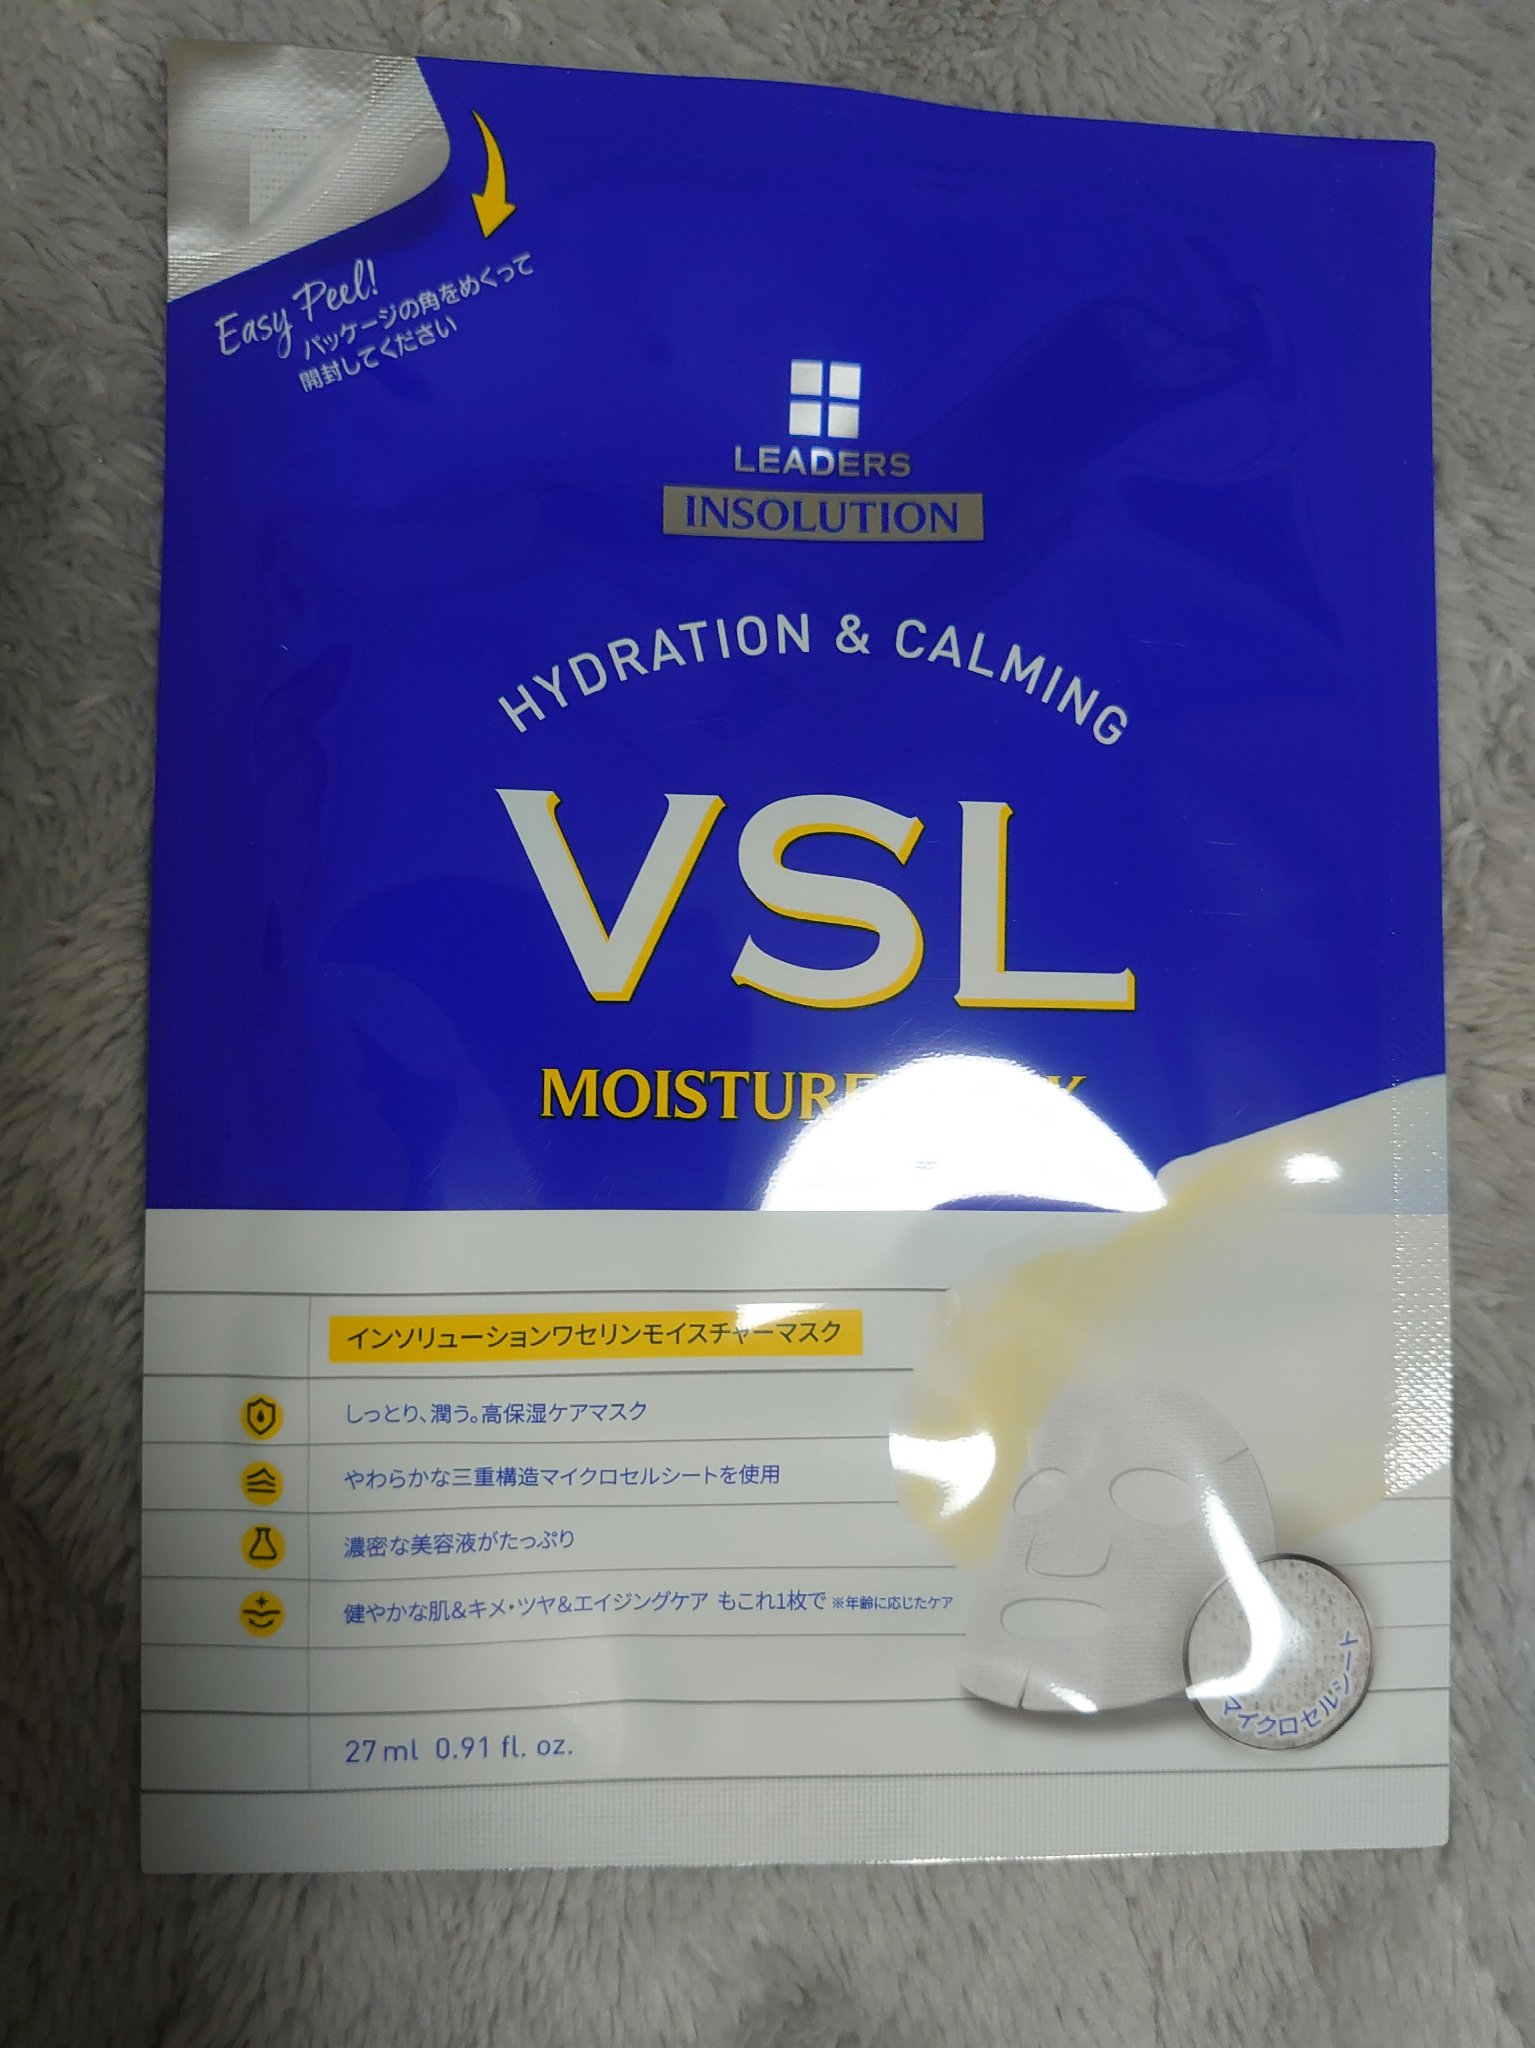 Easy Peel!
パッケージの角をめくって
開封してください
LEADERS
INSOLUTION
HYDRATION & CALMING
VSL
MOISTURE
インソリューションワセリンモイスチャーマスク
しっとり、潤う。高保湿ケアマスク
やわらかな三重構造マイクロセルシートを使用
濃密な美容液がたっぷり
健やかな肌&キメ・ツヤ&エイジングケア もこれ1枚で ※年齢に応じたケア
マイクロセルシート
27ml 0.91 fl. oz.